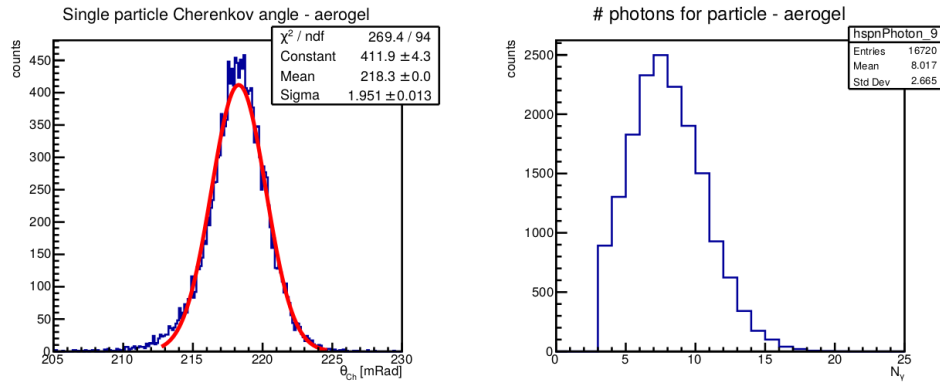 Single particle Cherenkov angle - aerogel
counts
χ² / ndf 269.4 / 94
Constant 411.9 ± 4.3
Mean 218.3 ± 0.0
Sigma 1.951 ± 0.013
450
400
350
300
250
200
150
100
50
0
205 210 215 220 225 230
θCh [mRad]
# photons for particle - aerogel
counts
hspnPhoton_9
Entries 16720
Mean 8.017
Std Dev 2.665
2500
2000
1500
1000
500
0
0 5 10 15 20 25
Nγ